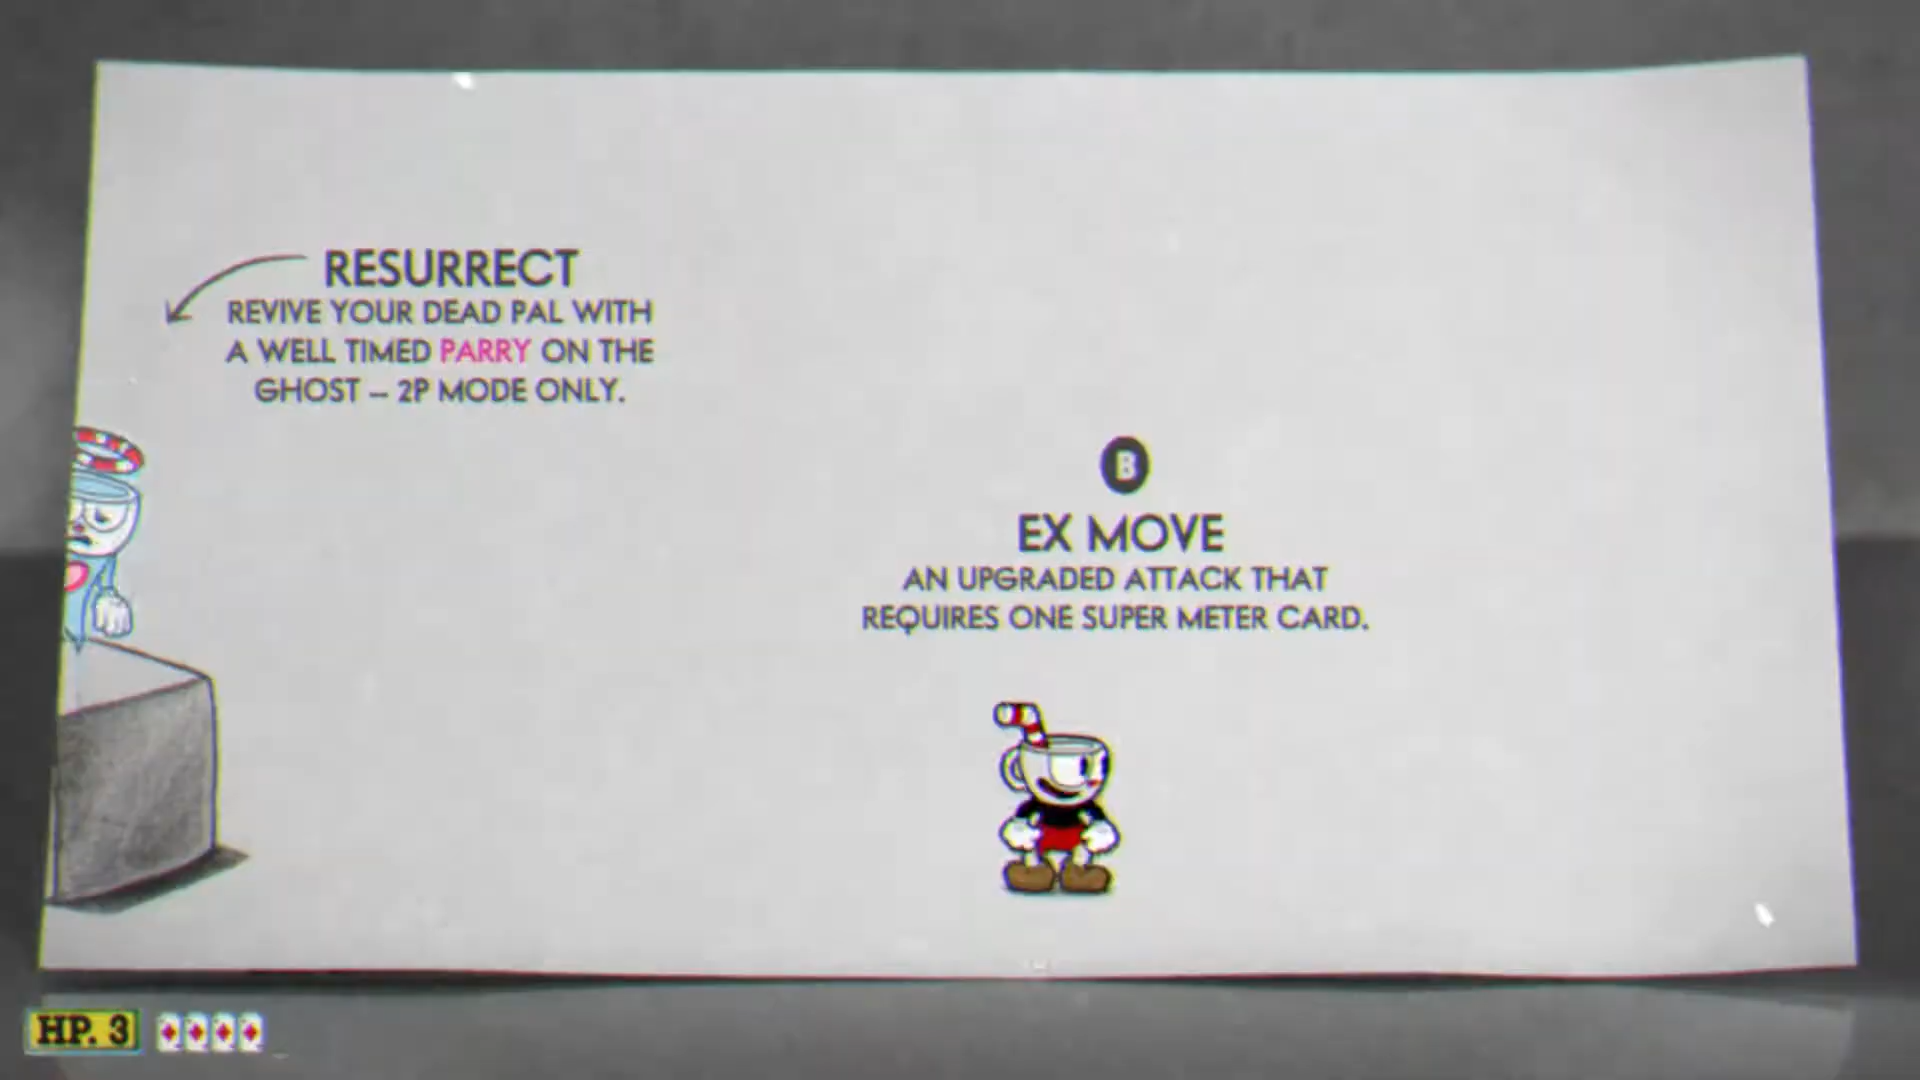 RESURRECT
REVIVE YOUR DEAD PAL WITH
A WELL TIMED PARRY ON THE
GHOST – 2P MODE ONLY.
B
EX MOVE
AN UPGRADED ATTACK THAT
REQUIRES ONE SUPER METER CARD.
HP. 3